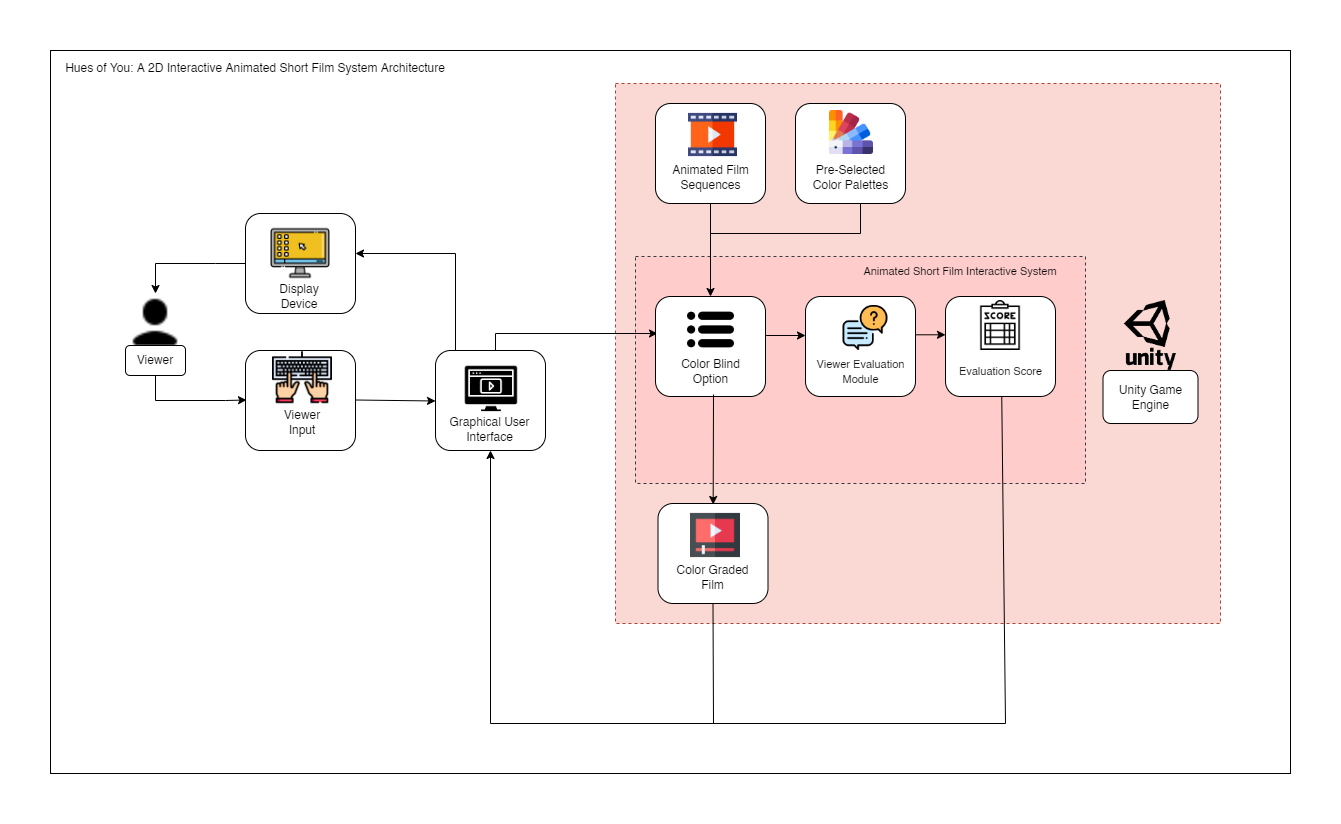 Hues of You: A 2D Interactive Animated Short Film System Architecture
Animated Film
Sequences
Pre-Selected
Color Palettes
Display
Device
Animated Short Film Interactive System
Viewer
Viewer
Input
Graphical User
Interface
Color Blind
Option
Viewer Evaluation
Module
SCORE
Evaluation Score
unity
Unity Game
Engine
Color Graded
Film